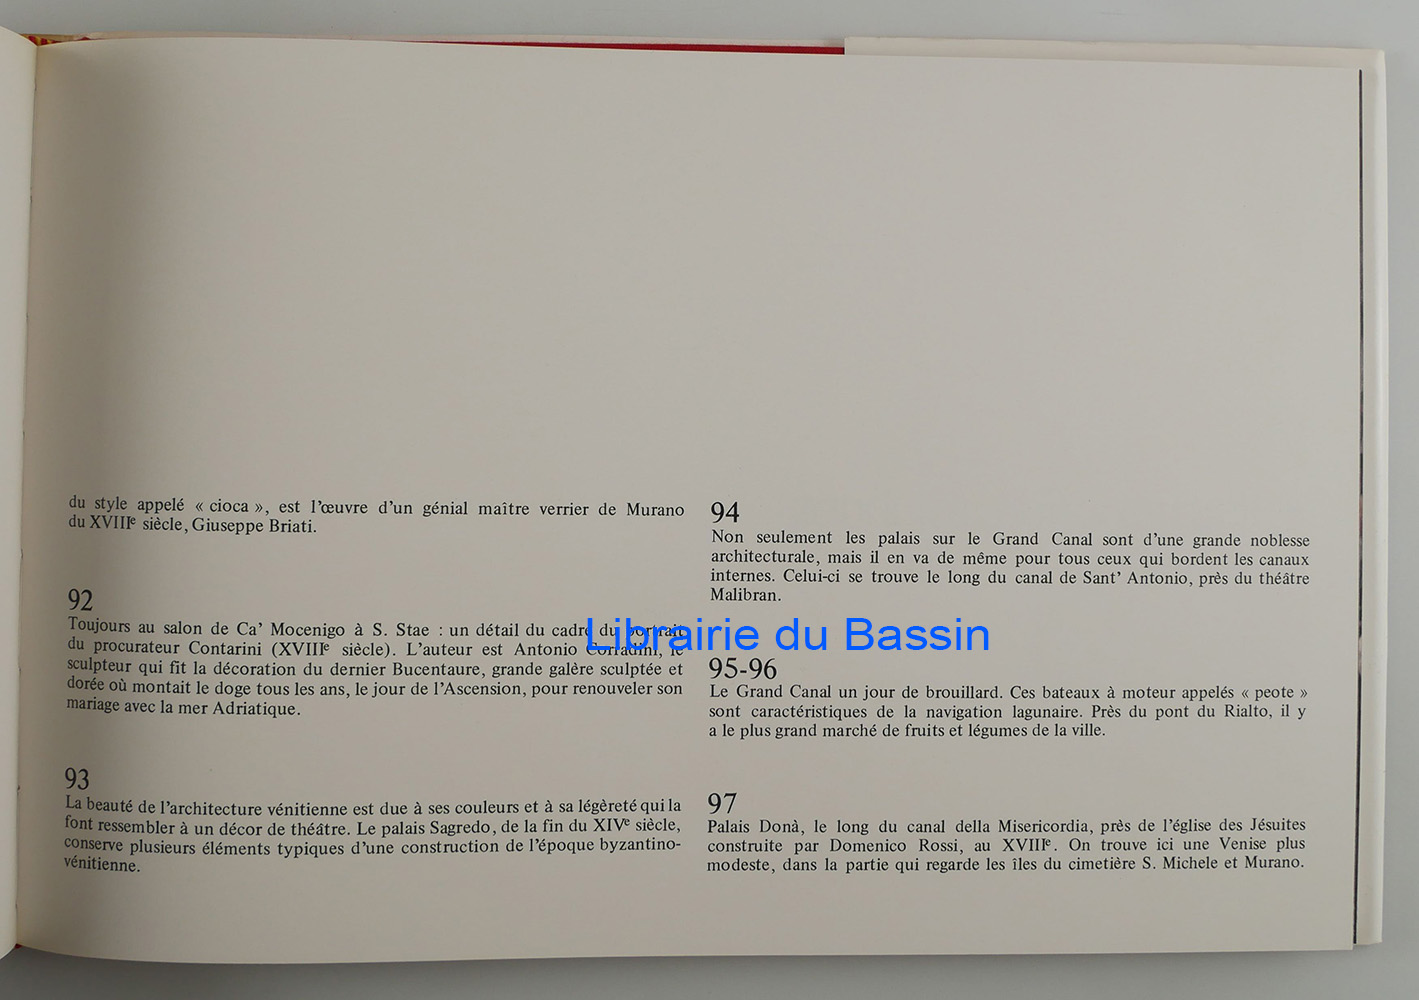 du style appelé « cioca », est l'œuvre d'un génial maître verrier de Murano
du XVIIIe siècle, Giuseppe Briati.
92
Toujours au salon de Ca' Mocenigo à S. Stae : un détail du cadre du portrait
du procurateur Contarini (XVIIIe siècle). L'auteur est Antonio Corradini, le
sculpteur qui fit la décoration du dernier Bucentaure, grande galère sculptée et
dorée où montait le doge tous les ans, le jour de l'Ascension, pour renouveler son
mariage avec la mer Adriatique.
93
La beauté de l'architecture vénitienne est due à ses couleurs et à sa légèreté qui la
font ressembler à un décor de théâtre. Le palais Sagredo, de la fin du XIVe siècle,
conserve plusieurs éléments typiques d'une construction de l'époque byzantino-
vénitienne.
94
Non seulement les palais sur le Grand Canal sont d'une grande noblesse
architecturale, mais il en va de même pour tous ceux qui bordent les canaux
internes. Celui-ci se trouve le long du canal de Sant' Antonio, près du théâtre
Malibran.
Librairie du Bassin
95-96
Le Grand Canal un jour de brouillard. Ces bateaux à moteur appelés « peote »
sont caractéristiques de la navigation lagunaire. Près du pont du Rialto, il y
a le plus grand marché de fruits et légumes de la ville.
97
Palais Donà, le long du canal della Misericordia, près de l'église des Jésuites
construite par Domenico Rossi, au XVIIIe. On trouve ici une Venise plus
modeste, dans la partie qui regarde les îles du cimetière S. Michele et Murano.